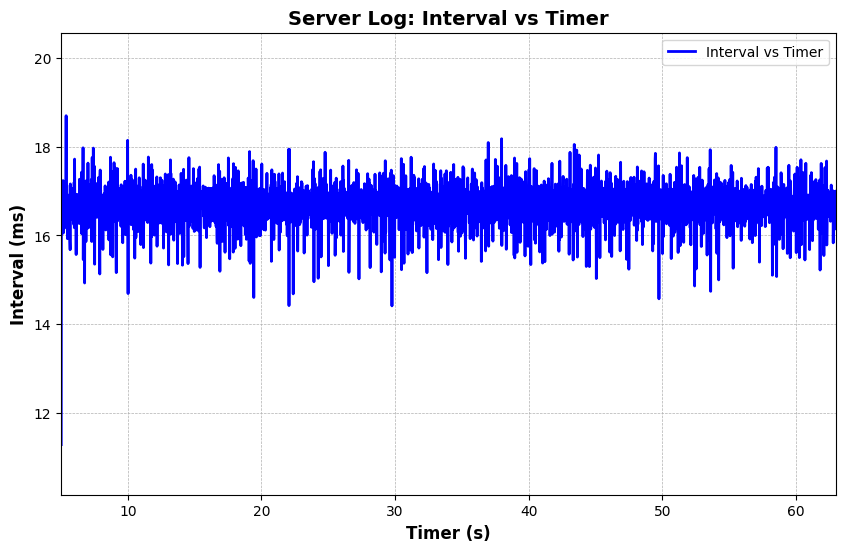 Server Log: Interval vs Timer
Interval vs Timer
Interval (ms)
20
18
16
14
12
10 20 30 40 50 60
Timer (s)